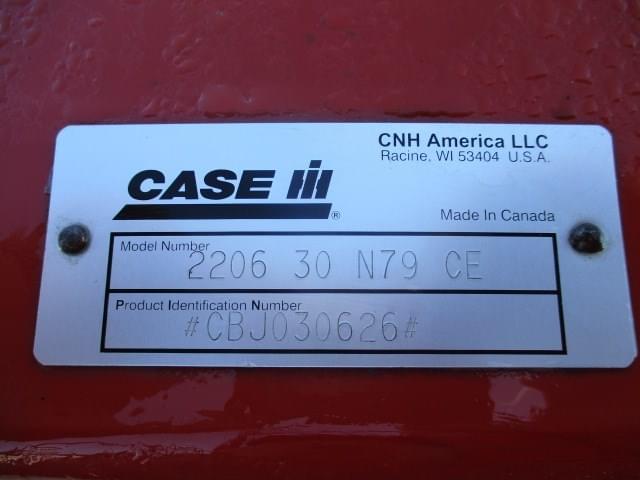 CNH America LLC
Racine, WI 53404 U.S.A.
CASE IH®
Made In Canada
Model Number
2206 30 N79 CE
Product Identification Number
#CBJ030626#